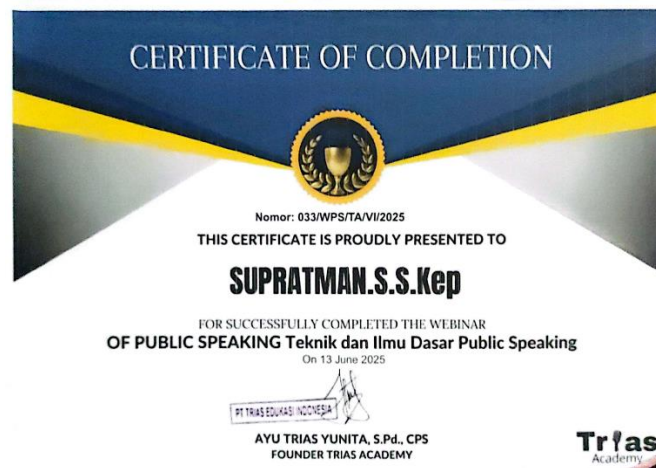 CERTIFICATE OF COMPLETION
Nomor: 033/WPS/TA/VI/2025
THIS CERTIFICATE IS PROUDLY PRESENTED TO
SUPRATMAN.S.S.Kep
FOR SUCCESSFULLY COMPLETED THE WEBINAR
OF PUBLIC SPEAKING Teknik dan Ilmu Dasar Public Speaking
On 13 June 2025
PT TRIAS EDUKASI INDONESIA
AYU TRIAS YUNITA, S.Pd., CPS
FOUNDER TRIAS ACADEMY
Trias
Academy